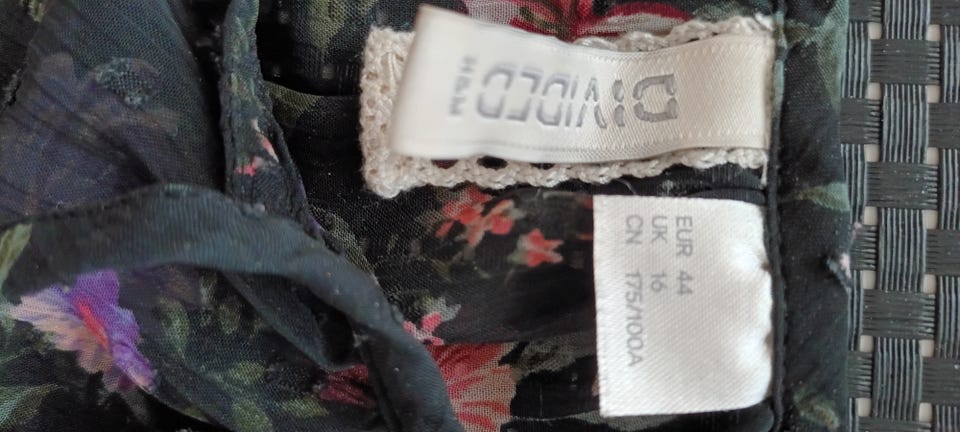 DIVIDED
H&M
EUR 44
UK 16
CN 175/100A